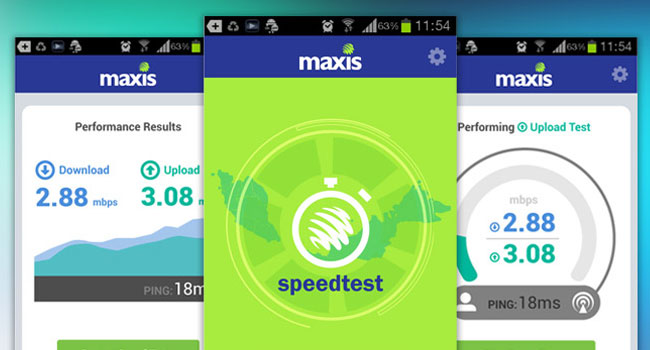 63% 11:54
maxis
Performance Results
Download Upload
2.88 mbps 3.08
PING: 18ms
63% 11:54
maxis
speedtest
63% 11:54
maxis
Performing Upload Test
mbps
2.88
3.08
PING: 18ms